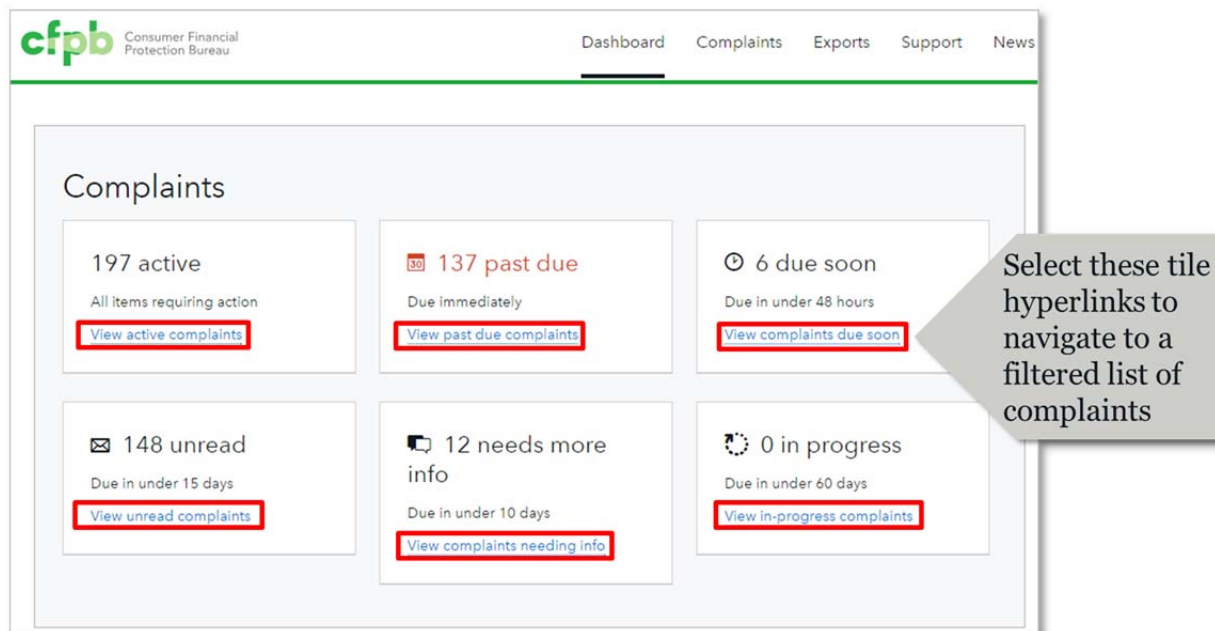 cfpb
Consumer Financial
Protection Bureau
Dashboard Complaints Exports Support News
Complaints
197 active
All items requiring action
View active complaints
30 137 past due
Due immediately
View past due complaints
6 due soon
Due in under 48 hours
View complaints due soon
Select these tile
hyperlinks to
navigate to a
filtered list of
complaints
148 unread
Due in under 15 days
View unread complaints
12 needs more
info
Due in under 10 days
View complaints needing info
0 in progress
Due in under 60 days
View in-progress complaints